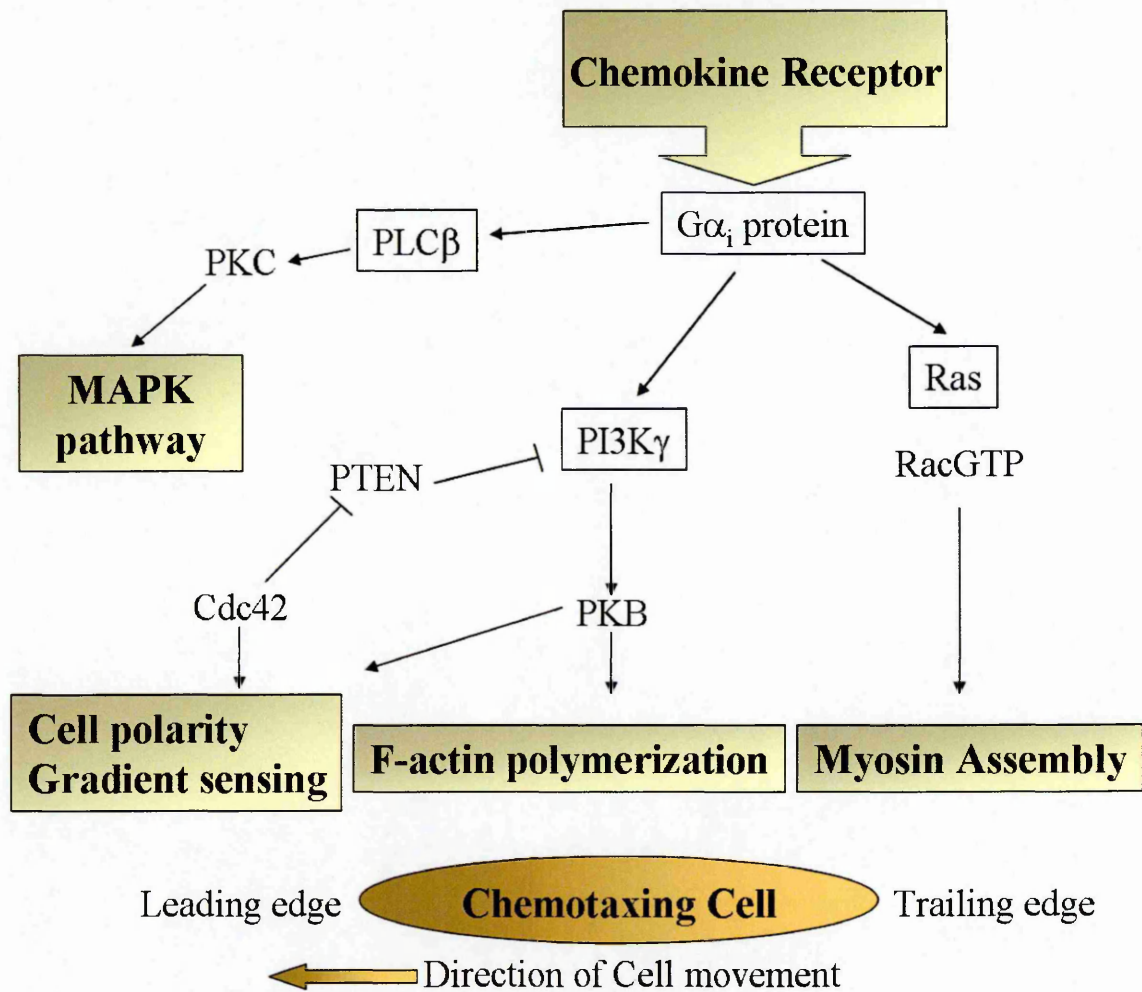 Chemokine Receptor
Gαi protein
PLCβ
PKC
MAPK
pathway
Ras
PI3Kγ
PTEN
RacGTP
Cdc42
PKB
Cell polarity
Gradient sensing
F-actin polymerization
Myosin Assembly
Leading edge
Chemotaxing Cell
Trailing edge
Direction of Cell movement